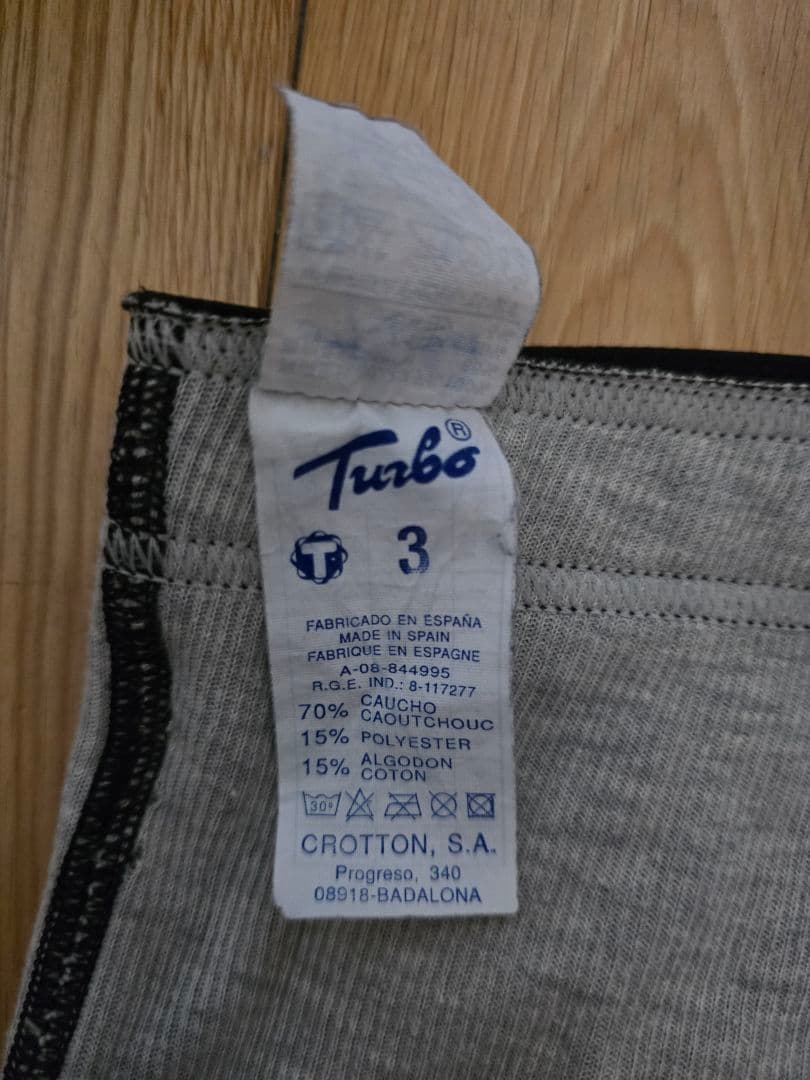 Turbo®
T 3
FABRICADO EN ESPAÑA
MADE IN SPAIN
FABRIQUE EN ESPAGNE
A-08-844995
R.G.E. IND.: 8-117277
70% CAUCHO
CAOUTCHOUC
15% POLYESTER
15% ALGODON
COTON
30º
CROTTON, S.A.
Progreso, 340
08918-BADALONA